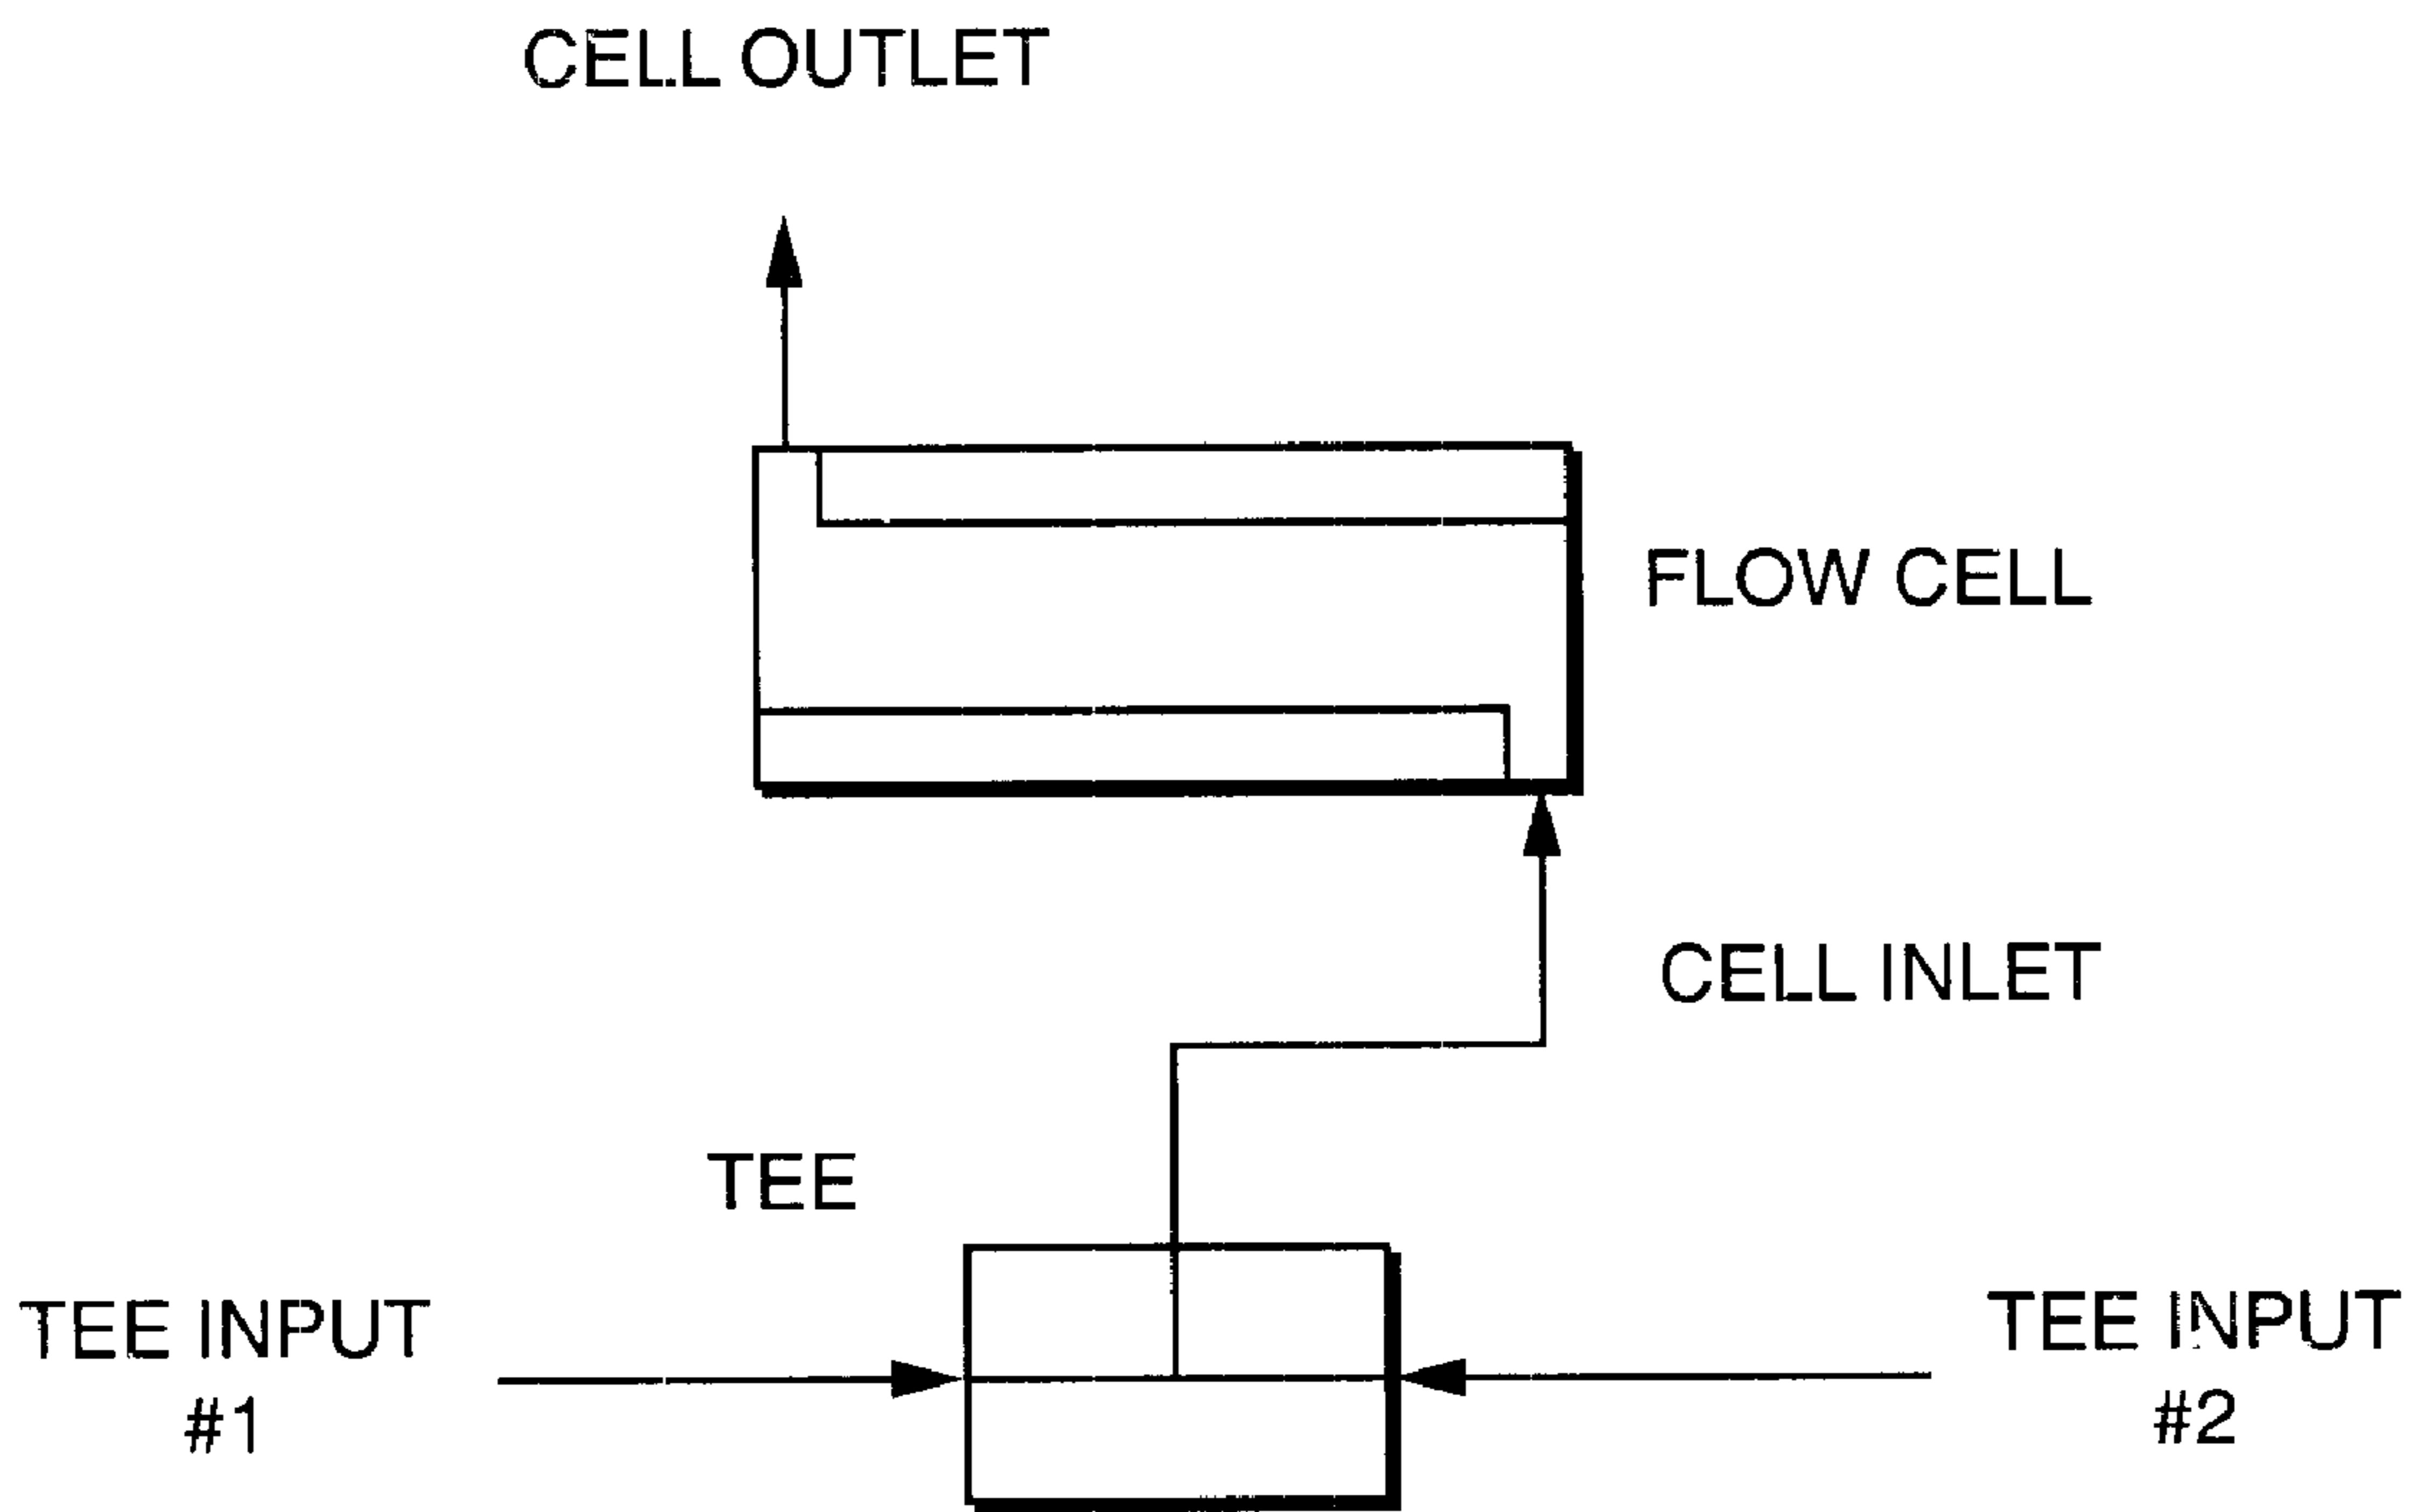 CELL OUTLET
FLOW CELL
CELL INLET
TEE
TEE INPUT
#1
TEE INPUT
#2